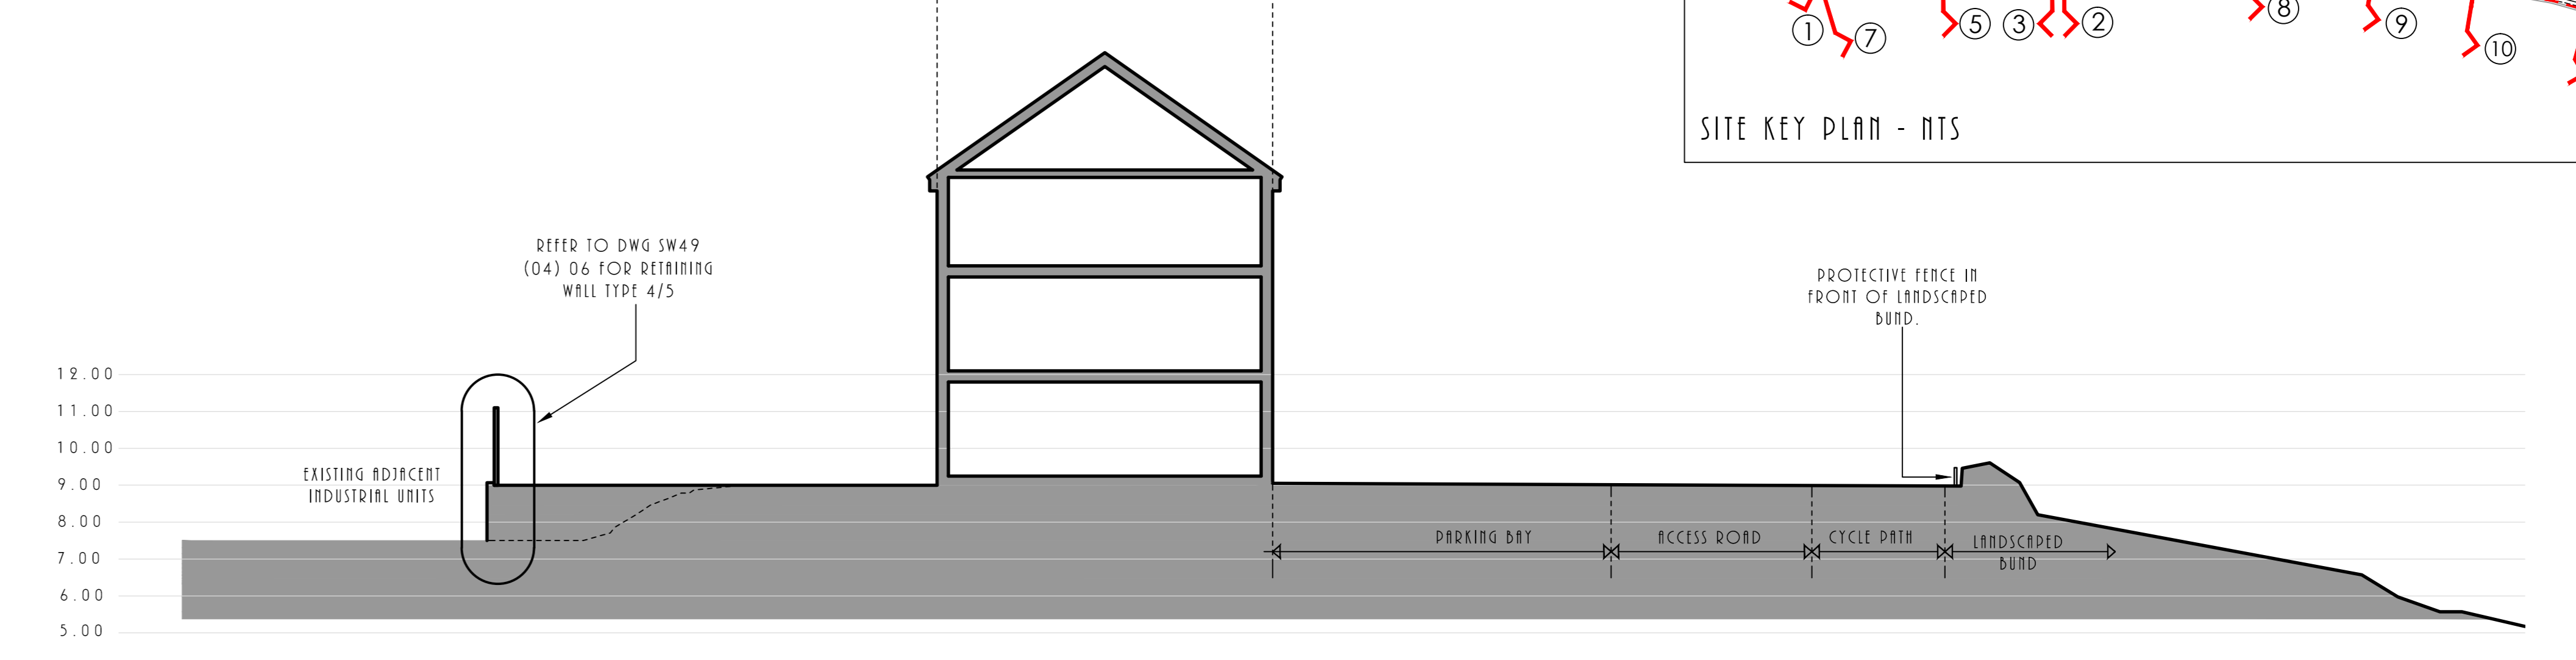 1
7
5
3
2
8
9
10
SITE KEY PLAN - NTS
REFER TO DWG SW49
(04) 06 FOR RETAINING
WALL TYPE 4/5
PROTECTIVE FENCE IN
FRONT OF LANDSCAPED
BUND.
12.00
11.00
10.00
9.00
8.00
7.00
6.00
5.00
EXISTING ADJACENT
INDUSTRIAL UNITS
PARKING BAY
ACCESS ROAD
CYCLE PATH
LANDSCAPED
BUND